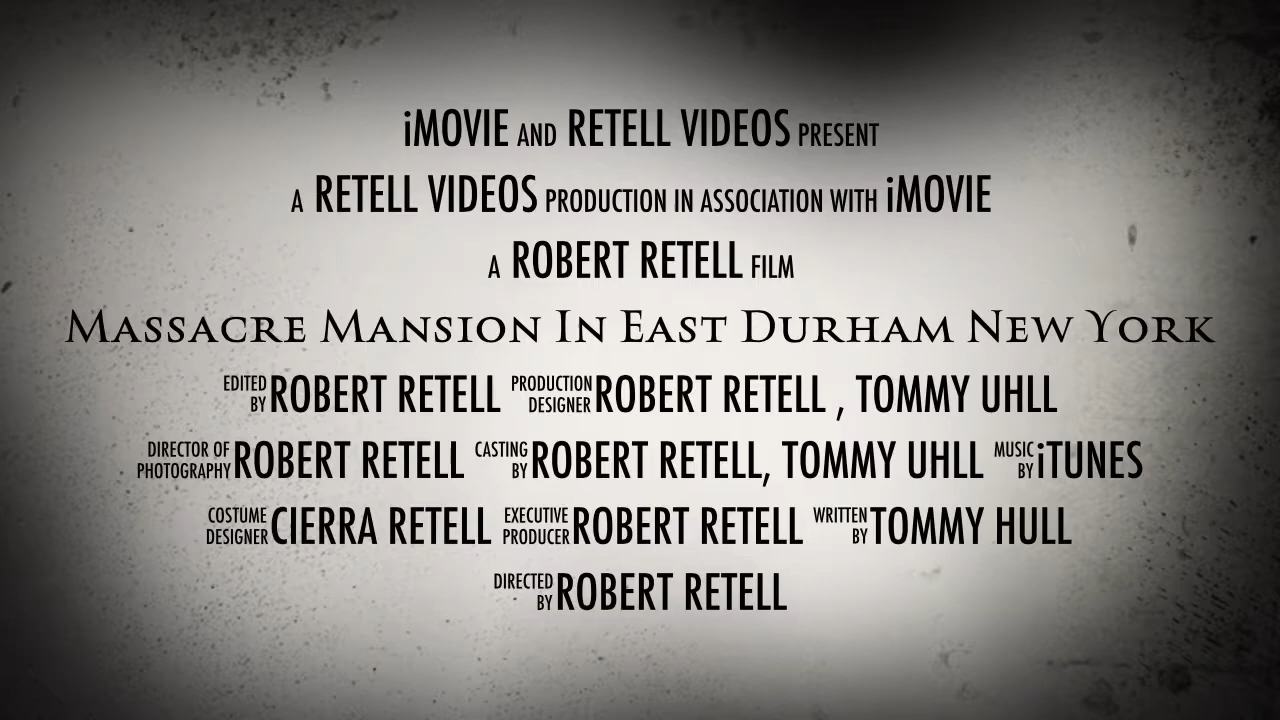 iMOVIE AND RETELL VIDEOS PRESENT
A RETELL VIDEOS PRODUCTION IN ASSOCIATION WITH iMOVIE
A ROBERT RETELL FILM
MASSACRE MANSION IN EAST DURHAM NEW YORK
EDITED BY ROBERT RETELL PRODUCTION DESIGNER ROBERT RETELL , TOMMY UHLL
DIRECTOR OF PHOTOGRAPHY ROBERT RETELL CASTING BY ROBERT RETELL, TOMMY UHLL MUSIC BY iTUNES
COSTUME DESIGNER CIERRA RETELL EXECUTIVE PRODUCER ROBERT RETELL WRITTEN BY TOMMY HULL
DIRECTED BY ROBERT RETELL